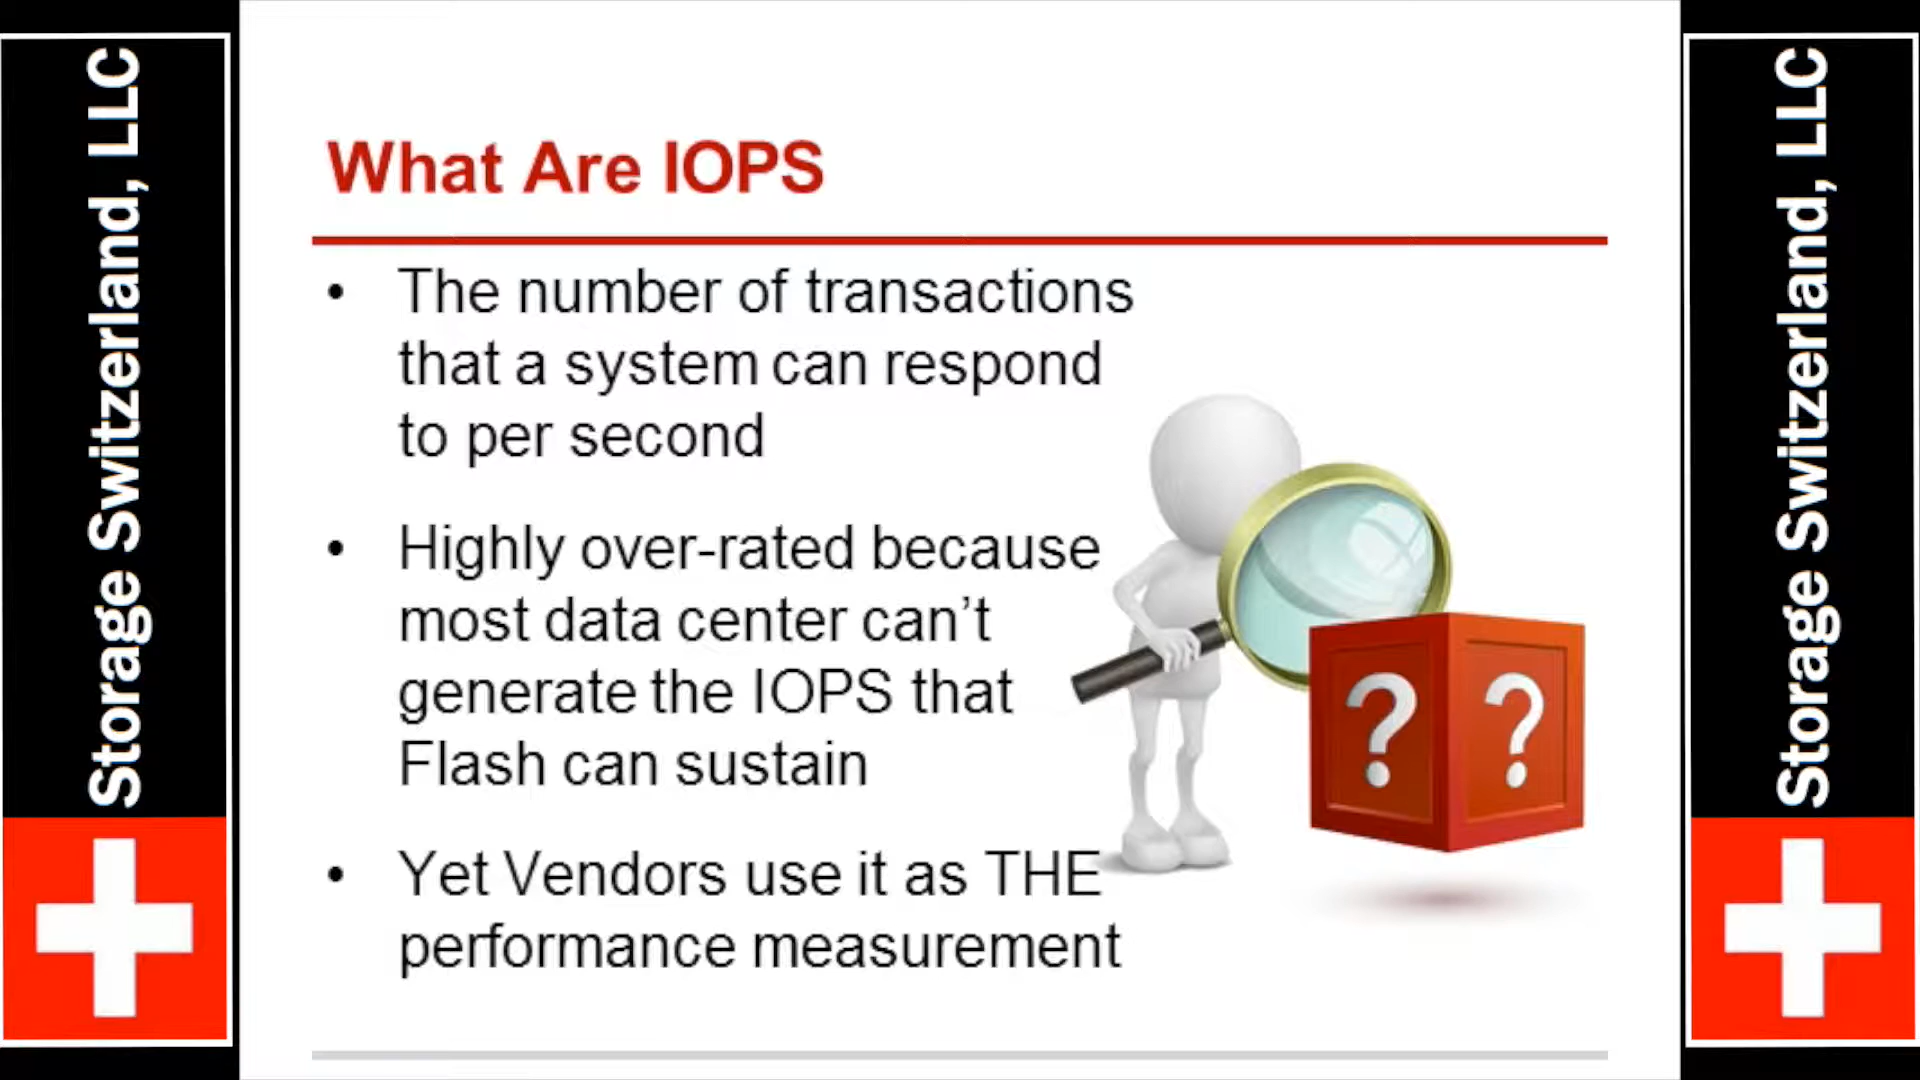 Storage Switzerland, LLC
What Are IOPS
• The number of transactions
that a system can respond
to per second
• Highly over-rated because
most data center can’t
generate the IOPS that
Flash can sustain
• Yet Vendors use it as THE
performance measurement
? ?
Storage Switzerland, LLC